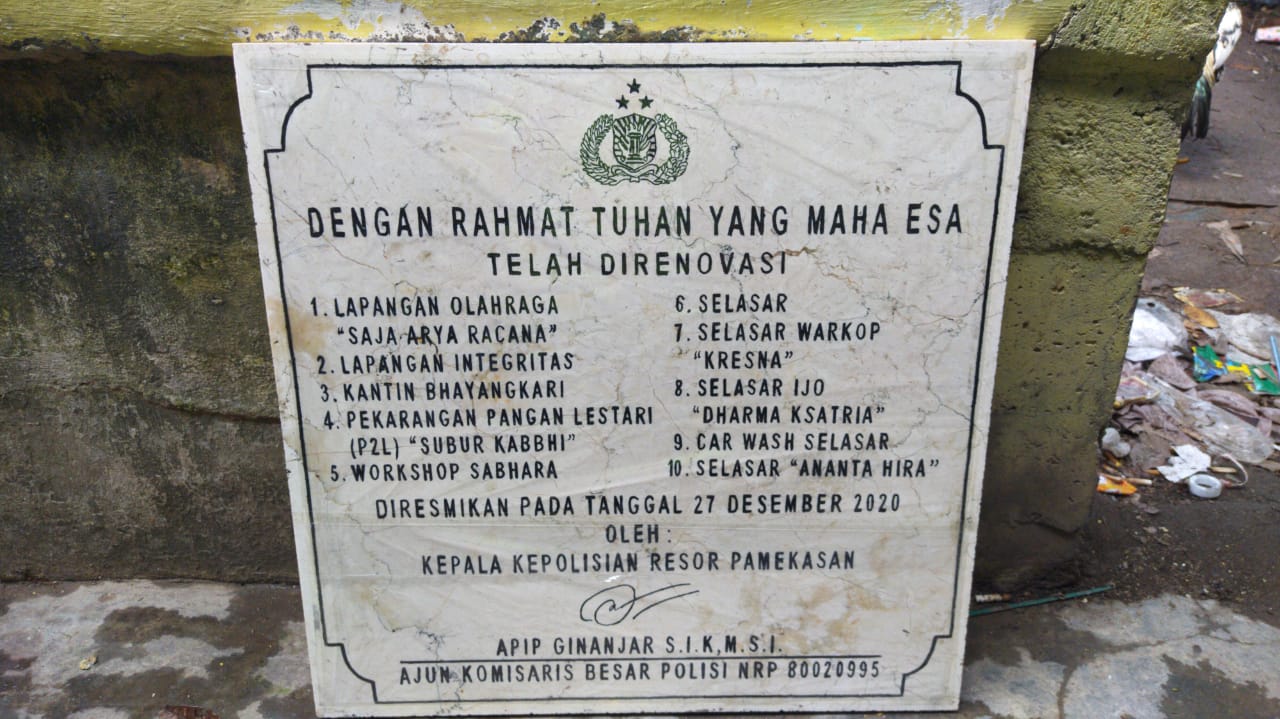 DENGAN RAHMAT TUHAN YANG MAHA ESA
TELAH DIRENOVASI
1. LAPANGAN OLAHRAGA
"SAJA ARYA RACANA"
2. LAPANGAN INTEGRITAS
3. KANTIN BHAYANGKARI
4. PEKARANGAN PANGAN LESTARI
(P2L) "SUBUR KABBHI"
5. WORKSHOP SABHARA
6. SELASAR
7. SELASAR WARKOP
"KRESNA"
8. SELASAR IJO
"DHARMA KSATRIA"
9. CAR WASH SELASAR
10. SELASAR "ANANTA HIRA"
DIRESMIKAN PADA TANGGAL 27 DESEMBER 2020
OLEH :
KEPALA KEPOLISIAN RESOR PAMEKASAN
APIP GINANJAR S.I.K,M.S.I.
AJUN KOMISARIS BESAR POLISI NRP 80020995